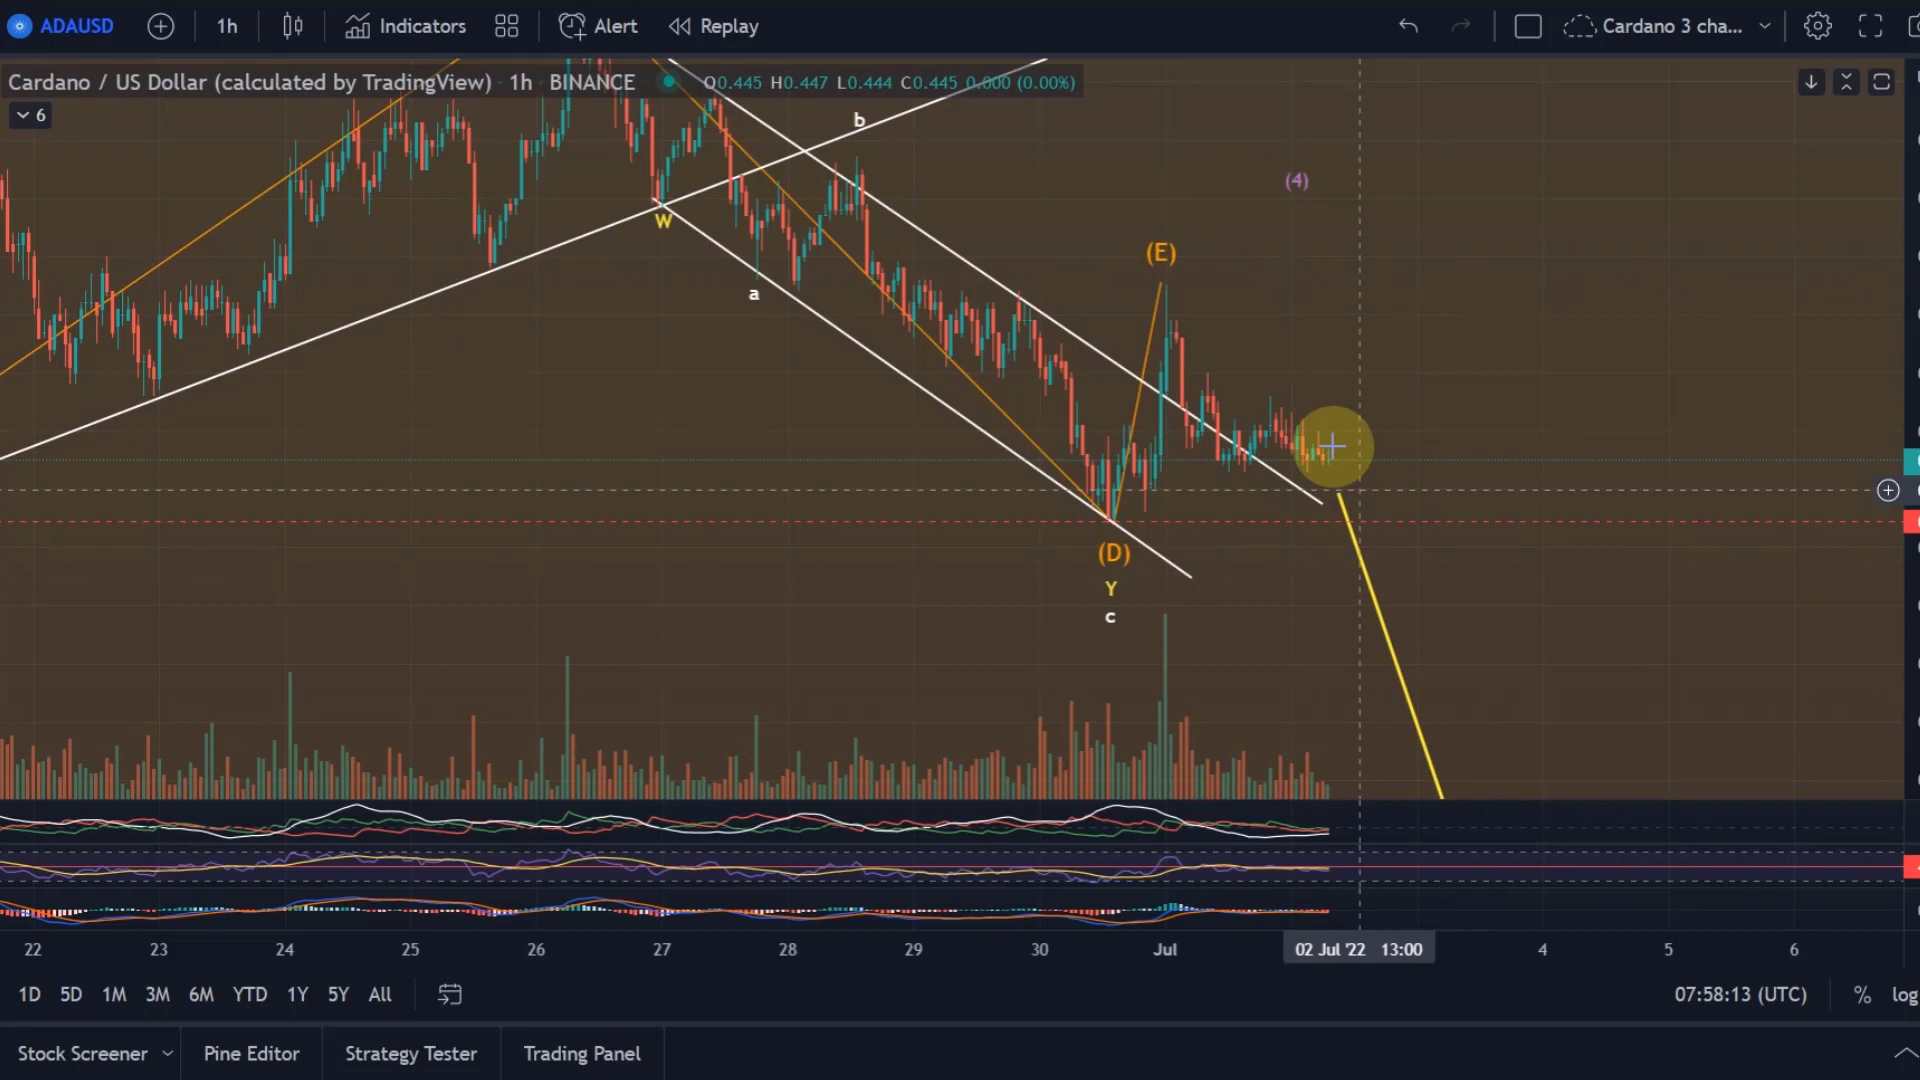 ADAUSD 1h Indicators Alert Replay Cardano 3 cha...
Cardano / US Dollar (calculated by TradingView) · 1h · BINANCE O0.445 H0.447 L0.444 C0.445 0.000 (0.00%)
6
b
(4)
W
(E)
a
(D)
Y
c
22 23 24 25 26 27 28 29 30 Jul 02 Jul '22 13:00 4 5 6
1D 5D 1M 3M 6M YTD 1Y 5Y All 07:58:13 (UTC) % log
Stock Screener Pine Editor Strategy Tester Trading Panel